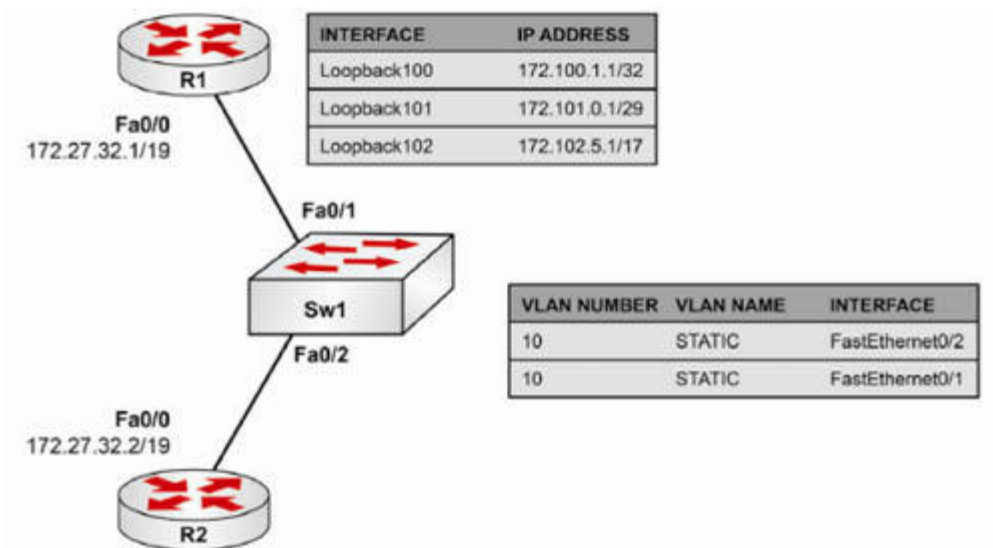 R1
INTERFACE IP ADDRESS
Loopback100 172.100.1.1/32
Loopback101 172.101.0.1/29
Loopback102 172.102.5.1/17
Fa0/0
172.27.32.1/19
Fa0/1
Sw1
Fa0/2
VLAN NUMBER VLAN NAME INTERFACE
10 STATIC FastEthernet0/2
10 STATIC FastEthernet0/1
Fa0/0
172.27.32.2/19
R2